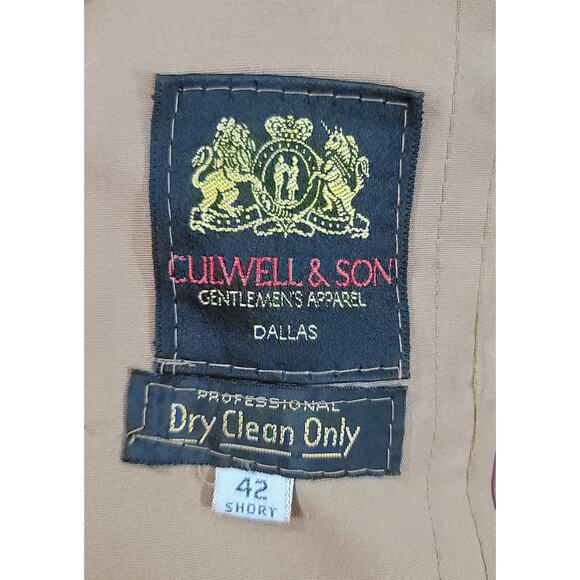 CULWELL & SON
GENTLEMEN'S APPAREL
DALLAS
PROFESSIONAL
Dry Clean Only
42
SHORT